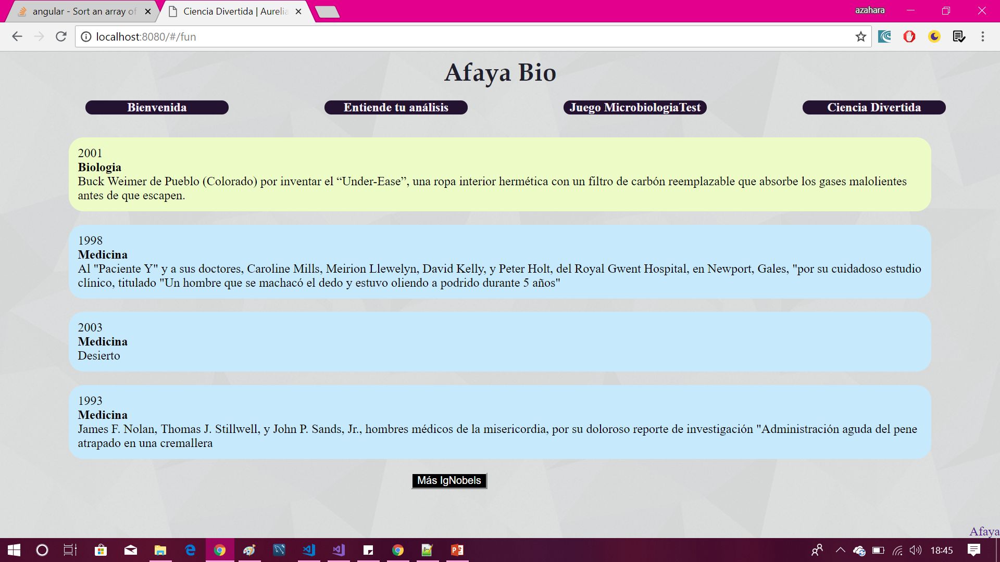 angular - Sort an array of
Ciencia Divertida | Aurelia
azahara
localhost:8080/#/fun
Afaya Bio
Bienvenida
Entiende tu análisis
Juego MicrobiologiaTest
Ciencia Divertida
2001
Biologia
Buck Weimer de Pueblo (Colorado) por inventar el “Under-Ease”, una ropa interior hermética con un filtro de carbón reemplazable que absorbe los gases malolientes
antes de que escapen.
1998
Medicina
Al "Paciente Y" y a sus doctores, Caroline Mills, Meirion Llewelyn, David Kelly, y Peter Holt, del Royal Gwent Hospital, en Newport, Gales, "por su cuidadoso estudio
clínico, titulado "Un hombre que se machacó el dedo y estuvo oliendo a podrido durante 5 años"
2003
Medicina
Desierto
1993
Medicina
James F. Nolan, Thomas J. Stillwell, y John P. Sands, Jr., hombres médicos de la misericordia, por su doloroso reporte de investigación "Administración aguda del pene
atrapado en una cremallera
Más IgNobels
Afaya
18:45